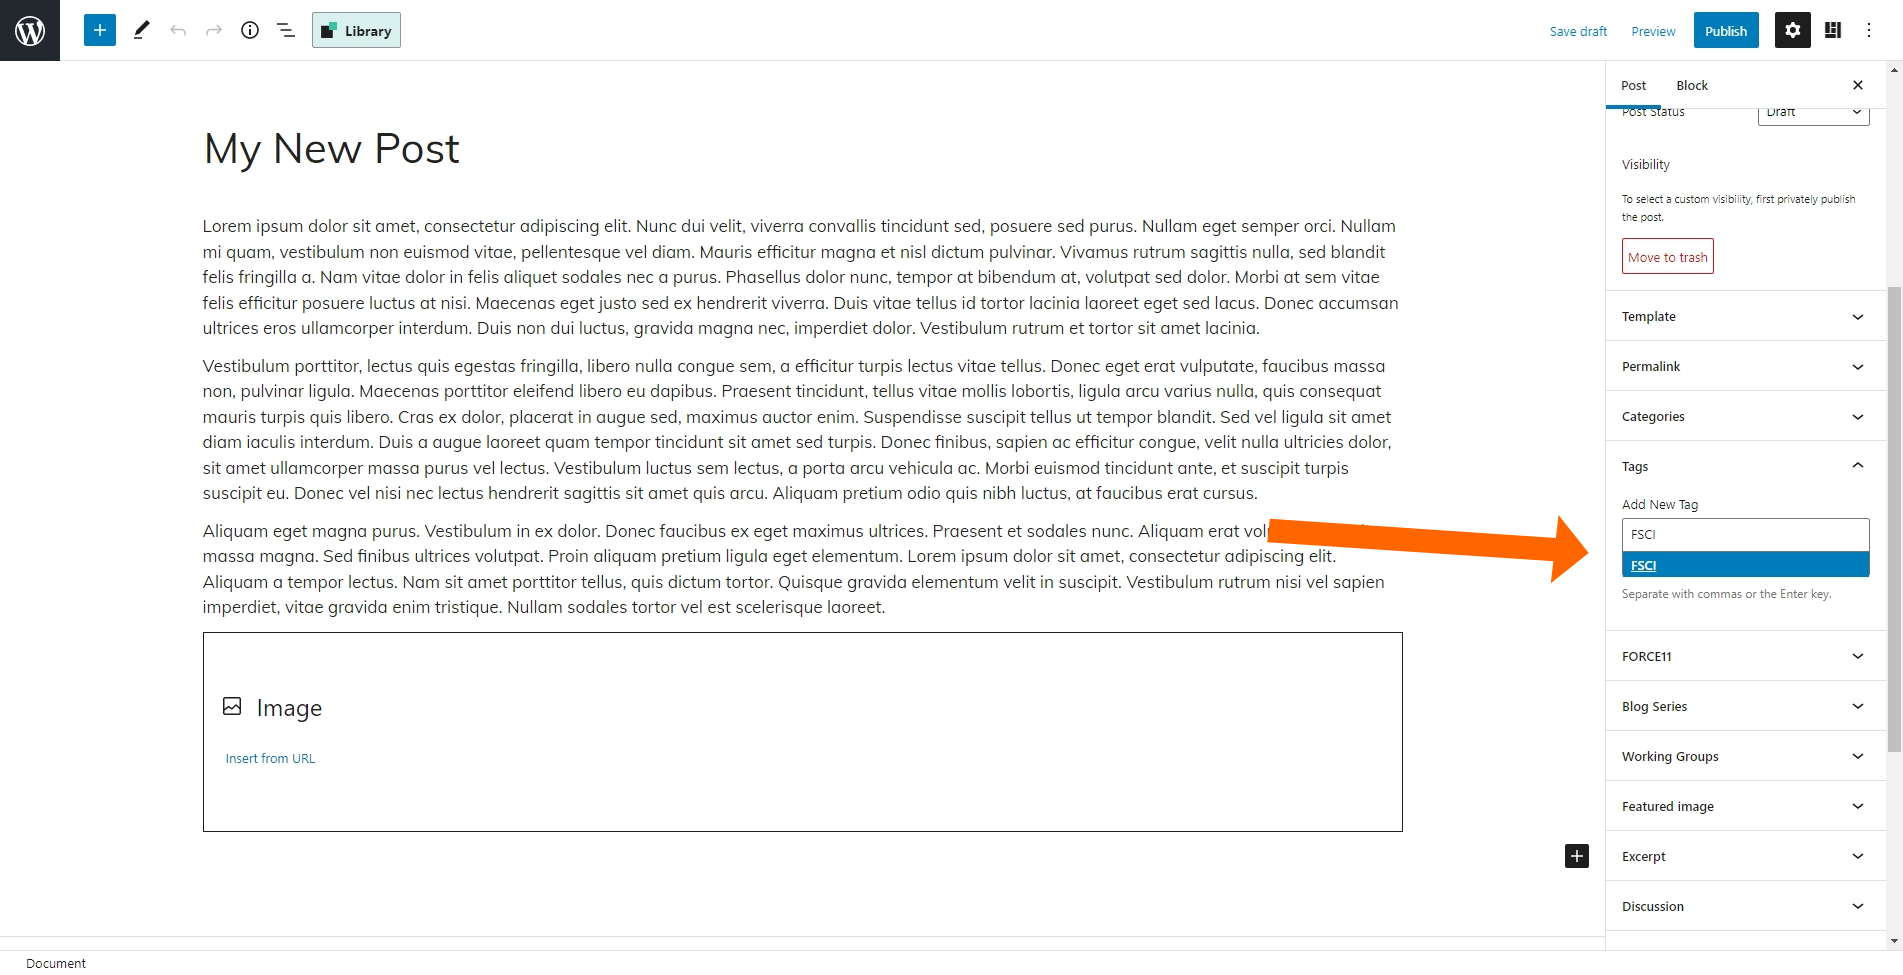 Library
Save draft
Preview
Publish
Post
Block
Post Status
Draft
My New Post
Lorem ipsum dolor sit amet, consectetur adipiscing elit. Nunc dui velit, viverra convallis tincidunt sed, posuere sed purus. Nullam eget semper orci. Nullam
mi quam, vestibulum non euismod vitae, pellentesque vel diam. Mauris efficitur magna et nisl dictum pulvinar. Vivamus rutrum sagittis nulla, sed blandit
felis fringilla a. Nam vitae dolor in felis aliquet sodales nec a purus. Phasellus dolor nunc, tempor at bibendum at, volutpat sed dolor. Morbi at sem vitae
felis efficitur posuere luctus at nisi. Maecenas eget justo sed ex hendrerit viverra. Duis vitae tellus id tortor lacinia laoreet eget sed lacus. Donec accumsan
ultrices eros ullamcorper interdum. Duis non dui luctus, gravida magna nec, imperdiet dolor. Vestibulum rutrum et tortor sit amet lacinia.
Vestibulum porttitor, lectus quis egestas fringilla, libero nulla congue sem, a efficitur turpis lectus vitae tellus. Donec eget erat vulputate, faucibus massa
non, pulvinar ligula. Maecenas porttitor eleifend libero eu dapibus. Praesent tincidunt, tellus vitae mollis lobortis, ligula arcu varius nulla, quis consequat
mauris turpis quis libero. Cras ex dolor, placerat in augue sed, maximus auctor enim. Suspendisse suscipit tellus ut tempor blandit. Sed vel ligula sit amet
diam iaculis interdum. Duis a augue laoreet quam tempor tincidunt sit amet sed turpis. Donec finibus, sapien ac efficitur congue, velit nulla ultricies dolor,
sit amet ullamcorper massa purus vel lectus. Vestibulum luctus sem lectus, a porta arcu vehicula ac. Morbi euismod tincidunt ante, et suscipit turpis
suscipit eu. Donec vel nisi nec lectus hendrerit sagittis sit amet quis arcu. Aliquam pretium odio quis nibh luctus, at faucibus erat cursus.
Aliquam eget magna purus. Vestibulum in ex dolor. Donec faucibus ex eget maximus ultrices. Praesent et sodales nunc. Aliquam erat
massa magna. Sed finibus ultrices volutpat. Proin aliquam pretium ligula eget elementum. Lorem ipsum dolor sit amet, consectetur adipiscing elit.
Aliquam a tempor lectus. Nam sit amet porttitor tellus, quis dictum tortor. Quisque gravida elementum velit in suscipit. Vestibulum rutrum nisi vel sapien
imperdiet, vitae gravida enim tristique. Nullam sodales tortor vel est scelerisque laoreet.
Image
Insert from URL
Visibility
To select a custom visibility, first privately publish
the post.
Move to trash
Template
Permalink
Categories
Tags
Add New Tag
FSCI
FSCI
Separate with commas or the Enter key.
FORCE11
Blog Series
Working Groups
Featured image
Excerpt
Discussion
Document